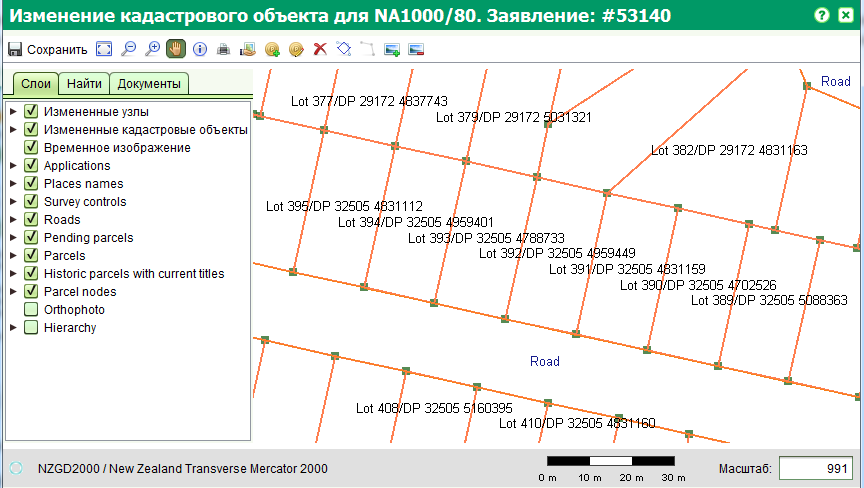 Изменение кадастрового объекта для NA1000/80. Заявление: #53140
Сохранить
Слои Найти Документы
Измененные узлы
Измененные кадастровые объекты
Временное изображение
Applications
Places names
Survey controls
Roads
Pending parcels
Parcels
Historic parcels with current titles
Parcel nodes
Orthophoto
Hierarchy
Road
Lot 377/DP 29172 4837743
Lot 379/DP 29172 5031321
Lot 382/DP 29172 4831163
Lot 395/DP 32505 4831112
Lot 394/DP 32505 4959401
Lot 393/DP 32505 4788733
Lot 392/DP 32505 4959449
Lot 391/DP 32505 4831159
Lot 390/DP 32505 4702526
Lot 389/DP 32505 5088363
Road
Lot 408/DP 32505 5160395
Lot 410/DP 32505 4831160
NZGD2000 / New Zealand Transverse Mercator 2000
0 m 10 m 20 m 30 m
Масштаб: 991